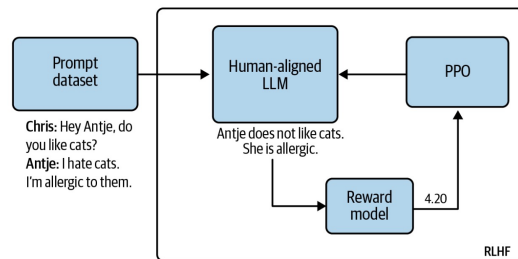 Prompt
dataset
Chris: Hey Antje, do
you like cats?
Antje: I hate cats.
I'm allergic to them.
Human-aligned
LLM
Antje does not like cats.
She is allergic.
PPO
Reward
model
4.20
RLHF